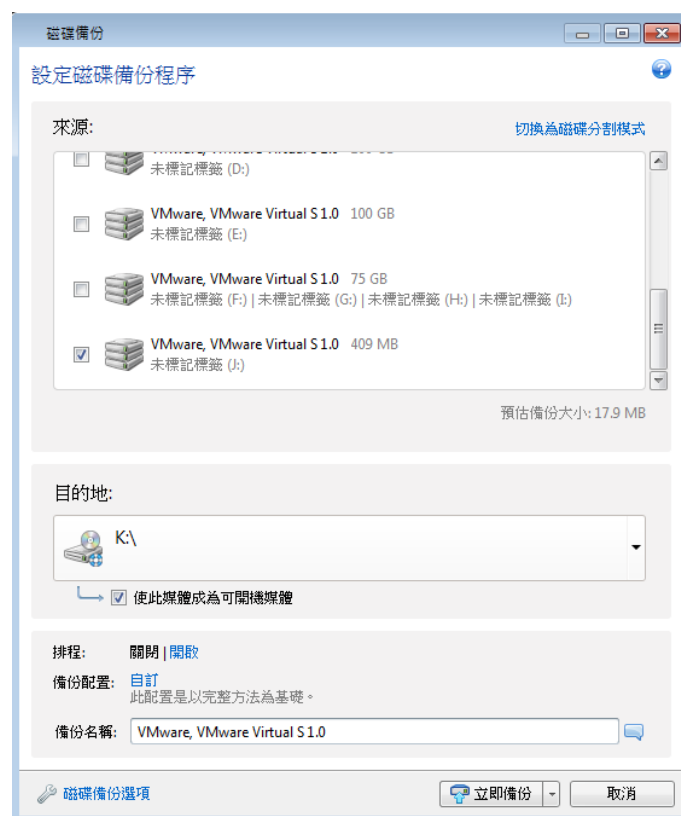 磁碟備份
設定磁碟備份程序
來源:
切換為磁碟分割模式
未標記標籤 (D:)
VMware, VMware Virtual S 1.0 100 GB
未標記標籤 (E:)
VMware, VMware Virtual S 1.0 75 GB
未標記標籤 (F:) | 未標記標籤 (G:) | 未標記標籤 (H:) | 未標記標籤 (I:)
VMware, VMware Virtual S 1.0 409 MB
未標記標籤 (J:)
預估備份大小: 17.9 MB
目的地:
K:\
使此媒體成為可開機媒體
排程: 關閉 | 開啟
備份配置: 自訂
此配置是以完整方法為基礎。
備份名稱: VMware, VMware Virtual S 1.0
磁碟備份選項
立即備份
取消